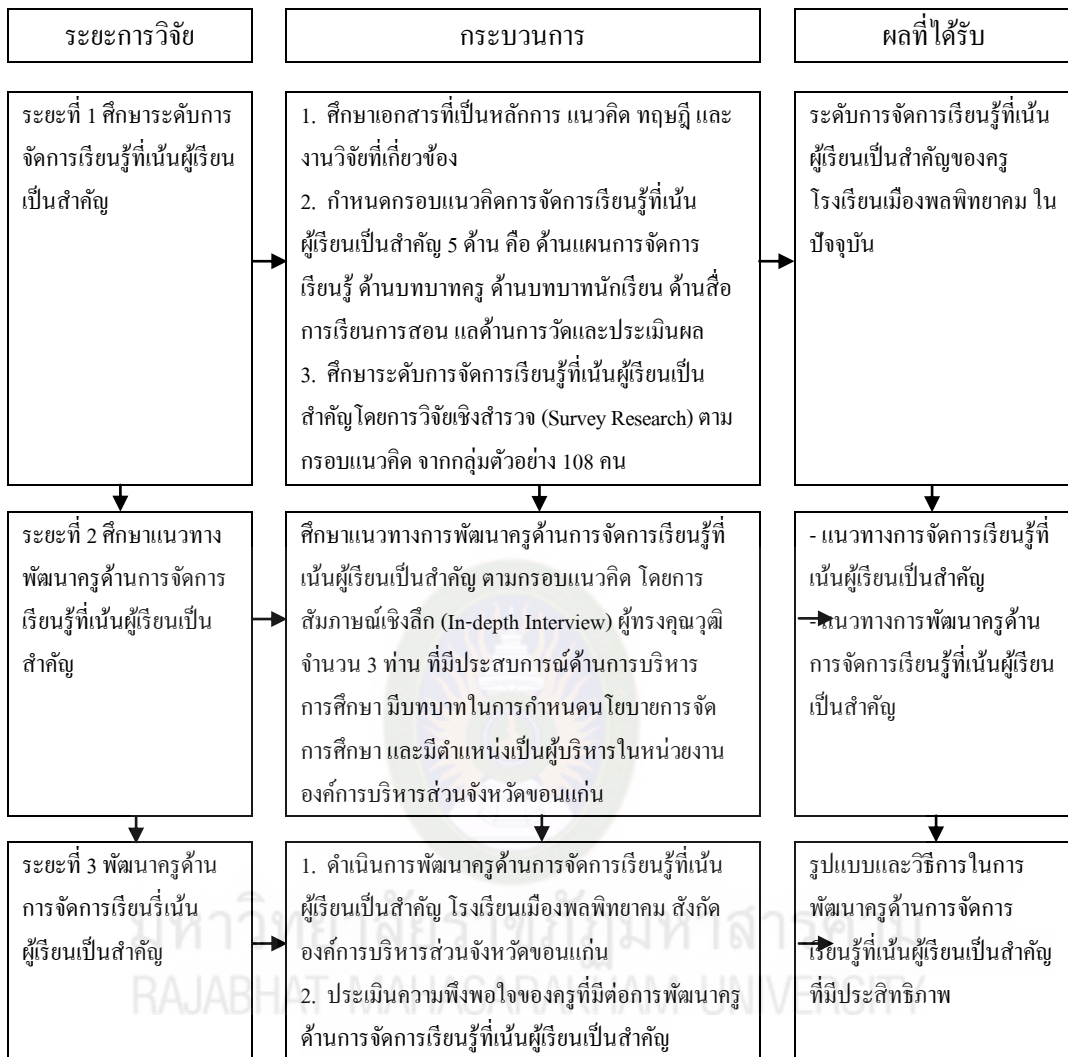 ระยะการวิจัย
กระบวนการ
ผลที่ได้รับ
ระยะที่ 1 ศึกษาระดับการ
จัดการเรียนรู้ที่เน้นผู้เรียน
เป็นสำคัญ
1. ศึกษาเอกสารที่เป็นหลักการ แนวคิด ทฤษฎี และ
งานวิจัยที่เกี่ยวข้อง
2. กำหนดกรอบแนวคิดการจัดการเรียนรู้ที่เน้น
ผู้เรียนเป็นสำคัญ 5 ด้าน คือ ด้านแผนการจัดการ
เรียนรู้ ด้านบทบาทครู ด้านบทบาทนักเรียน ด้านสื่อ
การเรียนการสอน แลด้านการวัดและประเมินผล
3. ศึกษาระดับการจัดการเรียนรู้ที่เน้นผู้เรียนเป็น
สำคัญโดยการวิจัยเชิงสำรวจ (Survey Research) ตาม
กรอบแนวคิด จากกลุ่มตัวอย่าง 108 คน
ระดับการจัดการเรียนรู้ที่เน้น
ผู้เรียนเป็นสำคัญของครู
โรงเรียนเมืองพลพิทยาคม ใน
ปัจจุบัน
ระยะที่ 2 ศึกษาแนวทาง
พัฒนาครูด้านการจัดการ
เรียนรู้ที่เน้นผู้เรียนเป็น
สำคัญ
ศึกษาแนวทางการพัฒนาครูด้านการจัดการเรียนรู้ที่
เน้นผู้เรียนเป็นสำคัญ ตามกรอบแนวคิด โดยการ
สัมภาษณ์เชิงลึก (In-depth Interview) ผู้ทรงคุณวุฒิ
จำนวน 3 ท่าน ที่มีประสบการณ์ด้านการบริหาร
การศึกษา มีบทบาทในการกำหนดนโยบายการจัด
การศึกษา และมีตำแหน่งเป็นผู้บริหารในหน่วยงาน
องค์การบริหารส่วนจังหวัดขอนแก่น
- แนวทางการจัดการเรียนรู้ที่
เน้นผู้เรียนเป็นสำคัญ
- แนวทางการพัฒนาครูด้าน
การจัดการเรียนรู้ที่เน้นผู้เรียน
เป็นสำคัญ
ระยะที่ 3 พัฒนาครูด้าน
การจัดการเรียนรี่เน้น
ผู้เรียนเป็นสำคัญ
1. ดำเนินการพัฒนาครูด้านการจัดการเรียนรู้ที่เน้น
ผู้เรียนเป็นสำคัญ โรงเรียนเมืองพลพิทยาคม สังกัด
องค์การบริหารส่วนจังหวัดขอนแก่น
2. ประเมินความพึงพอใจของครูที่มีต่อการพัฒนาครู
ด้านการจัดการเรียนรู้ที่เน้นผู้เรียนเป็นสำคัญ
รูปแบบและวิธีการในการ
พัฒนาครูด้านการจัดการ
เรียนรู้ที่เน้นผู้เรียนเป็นสำคัญ
ที่มีประสิทธิภาพ
มหาวิทยาลัยราชภัฏมหาสารคาม
RAJABHAT MAHASARAKHAM UNIVERSITY